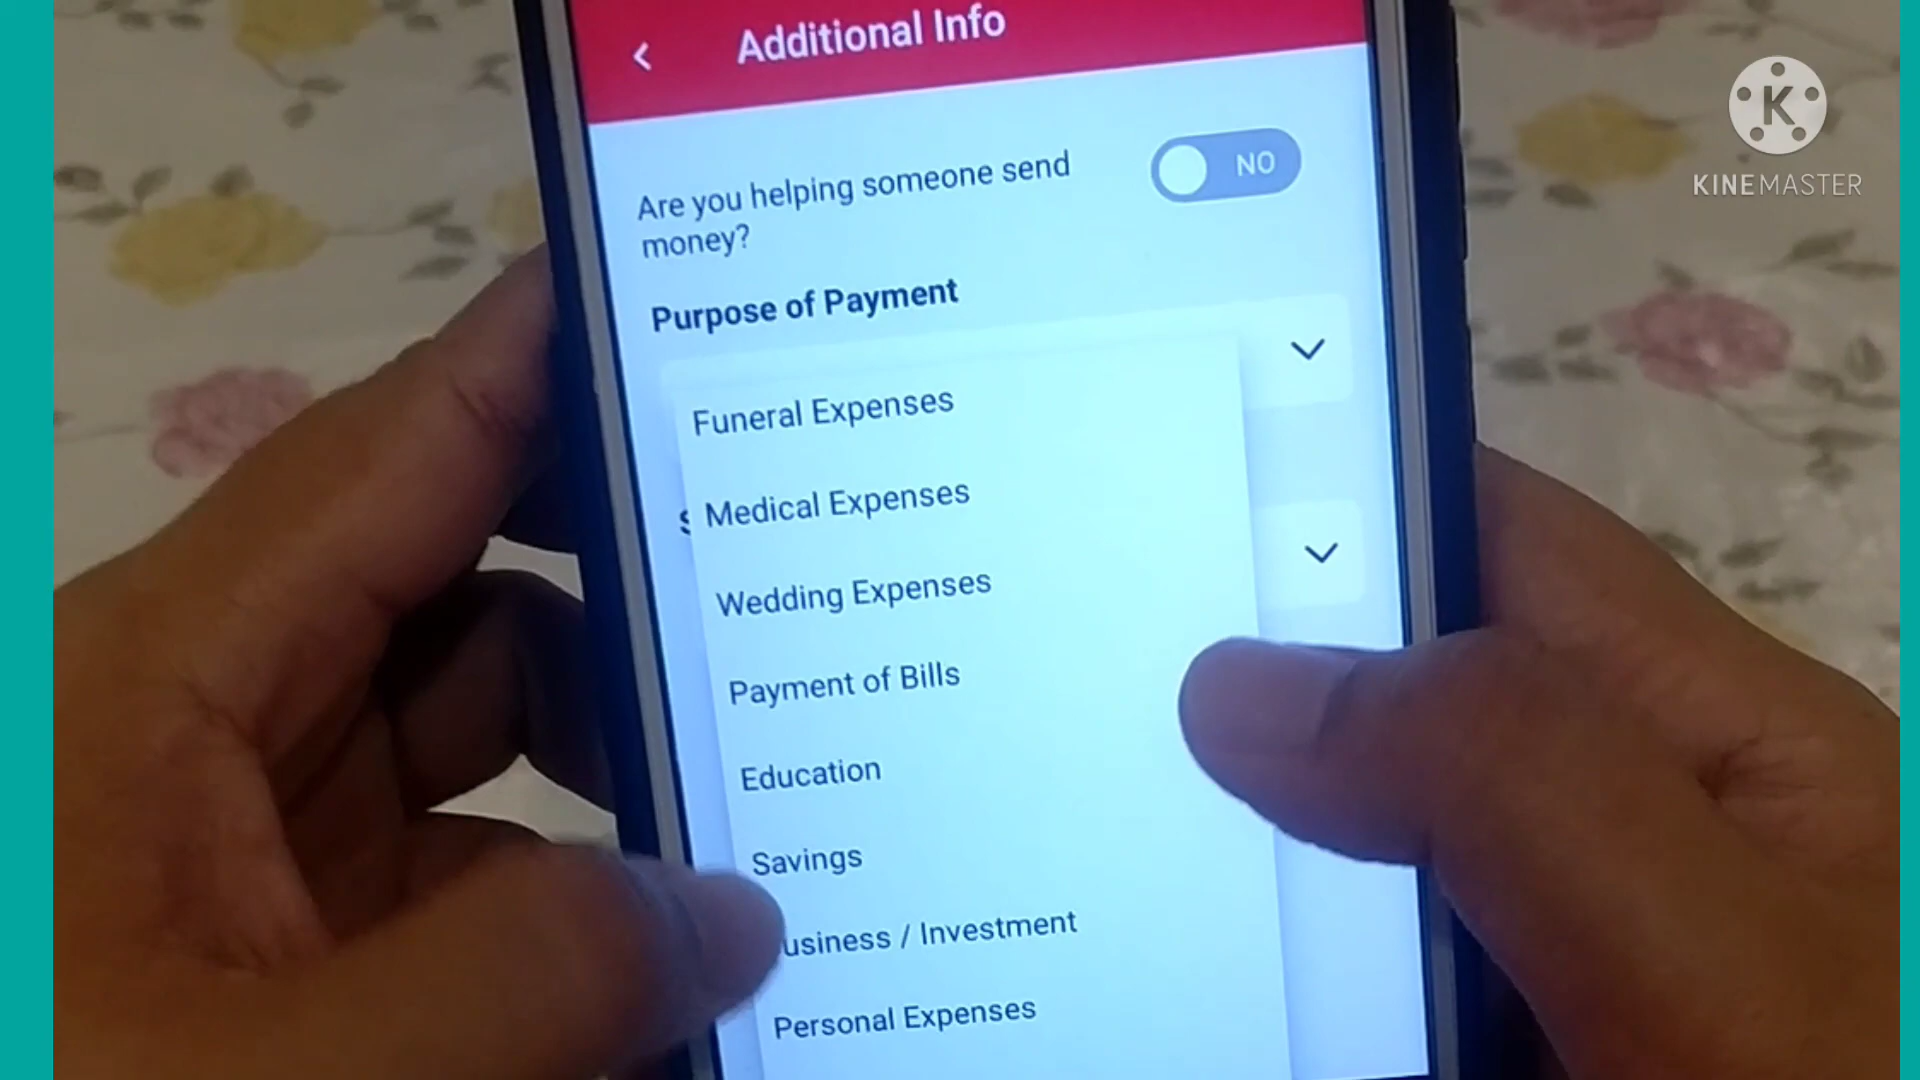 Additional Info
Are you helping someone send
money?
NO
Purpose of Payment
Funeral Expenses
Medical Expenses
Wedding Expenses
Payment of Bills
Education
Savings
usiness / Investment
Personal Expenses
K
KINEMASTER